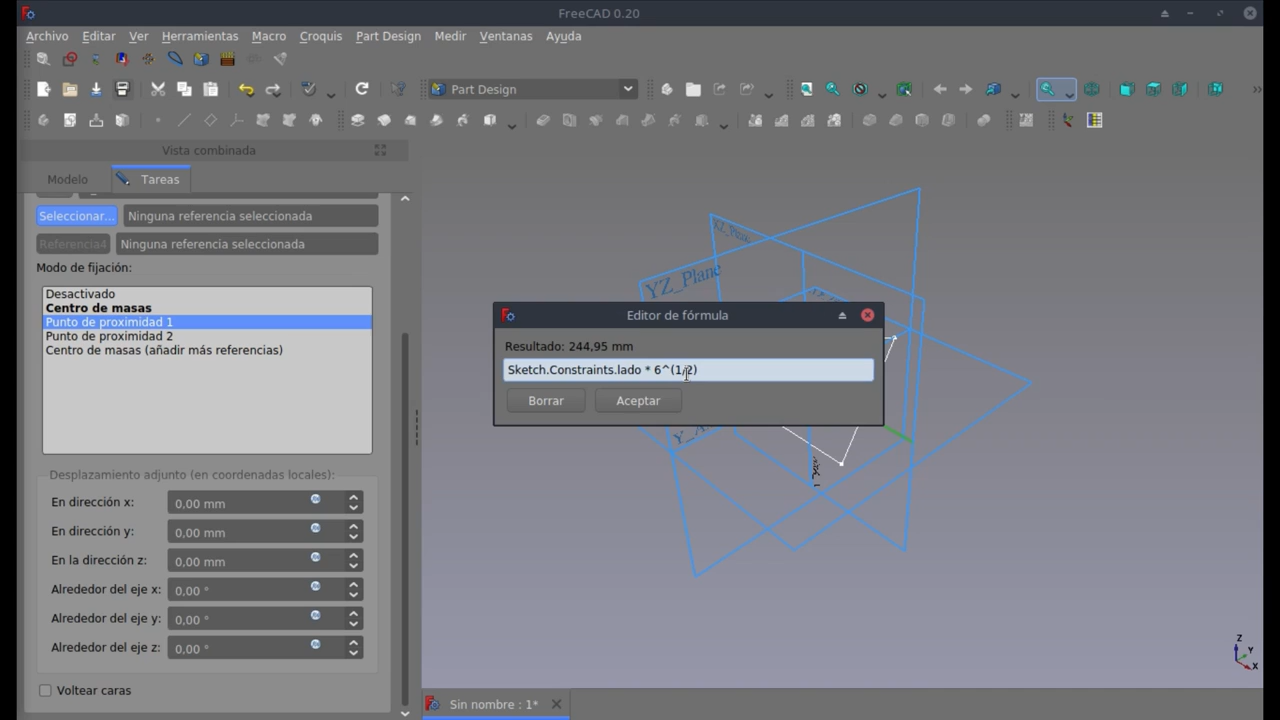 FreeCAD 0.20
Archivo Editar Ver Herramientas Macro Croquis Part Design Medir Ventanas Ayuda
Part Design
Vista combinada
Modelo Tareas
Seleccionar... Ninguna referencia seleccionada
Referencia4 Ninguna referencia seleccionada
Modo de fijación:
Desactivado
Centro de masas
Punto de proximidad 1
Punto de proximidad 2
Centro de masas (añadir más referencias)
Desplazamiento adjunto (en coordenadas locales):
En dirección x: 0,00 mm
En dirección y: 0,00 mm
En la dirección z: 0,00 mm
Alrededor del eje x: 0,00 °
Alrededor del eje y: 0,00 °
Alrededor del eje z: 0,00 °
Voltear caras
YZ_Plane
Editor de fórmula
Resultado: 244,95 mm
Sketch.Constraints.lado * 6^(1/2)
Borrar Aceptar
Z
Y
X
Sin nombre : 1*